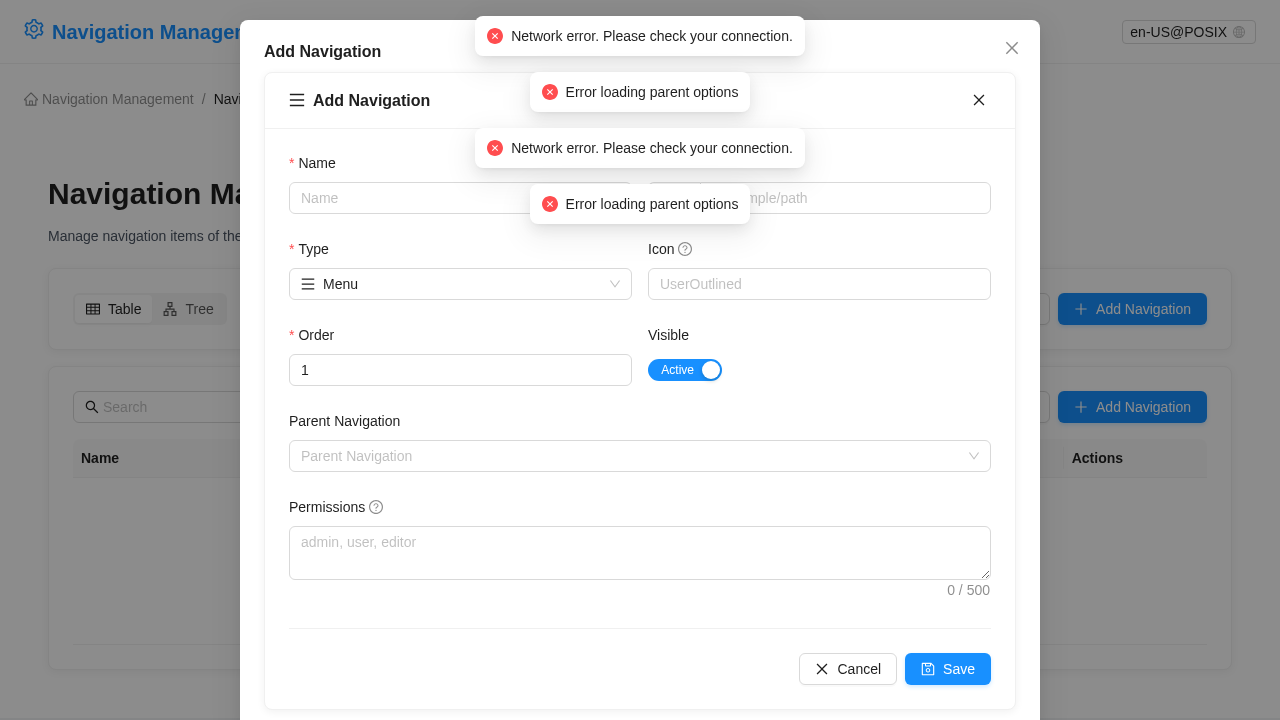 Navigation Manager
en-US@POSIX
Navigation Management / Navi
Navigation Ma
Manage navigation items of the
Table
Tree
Add Navigation
Search
Add Navigation
Name
Actions
Add Navigation
Network error. Please check your connection.
Error loading parent options
Network error. Please check your connection.
Error loading parent options
Add Navigation
* Name
Name
mple/path
* Type
Icon
Menu
UserOutlined
* Order
Visible
1
Active
Parent Navigation
Parent Navigation
Permissions
admin, user, editor
0 / 500
Cancel
Save